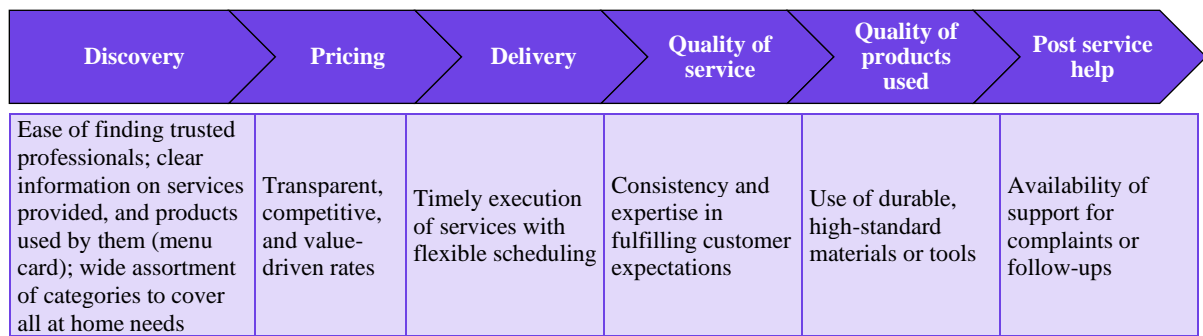 Discovery
Pricing
Delivery
Quality of
service
Quality of
products
used
Post service
help
Ease of finding trusted
professionals; clear
information on services
provided, and products
used by them (menu
card); wide assortment
of categories to cover
all at home needs
Transparent,
competitive,
and value-
driven rates
Timely execution
of services with
flexible scheduling
Consistency and
expertise in
fulfilling customer
expectations
Use of durable,
high-standard
materials or tools
Availability of
support for
complaints or
follow-ups